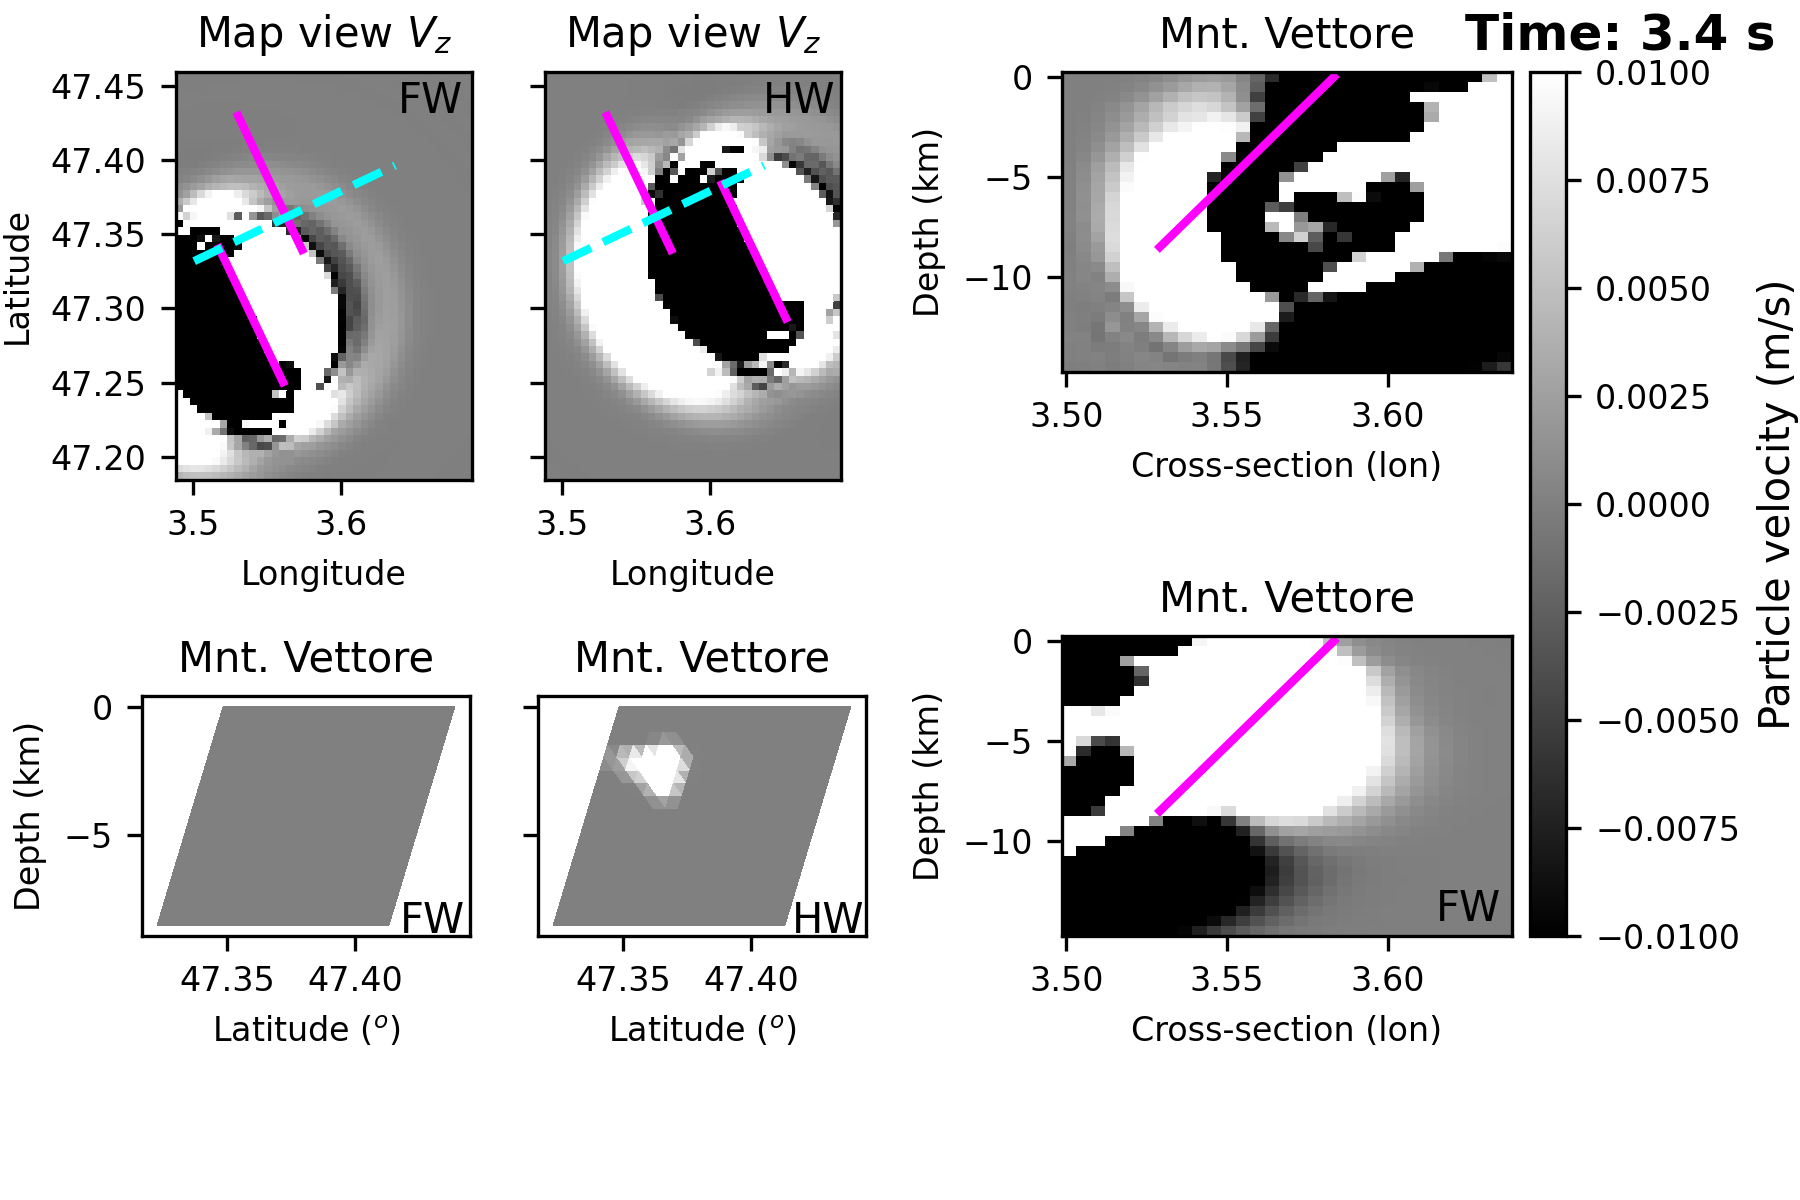 Map view Vz
Map view Vz
Mnt. Vettore
Time: 3.4 s
FW
HW
47.45
47.40
47.35
47.30
47.25
47.20
Latitude
3.5
3.6
Longitude
3.5
3.6
Longitude
0
−5
−10
Depth (km)
3.50
3.55
3.60
Cross-section (lon)
0.0100
0.0075
0.0050
0.0025
0.0000
−0.0025
−0.0050
−0.0075
−0.0100
Particle velocity (m/s)
Mnt. Vettore
Mnt. Vettore
Mnt. Vettore
0
−5
Depth (km)
FW
47.35
47.40
Latitude (o)
HW
47.35
47.40
Latitude (o)
0
−5
−10
Depth (km)
FW
3.50
3.55
3.60
Cross-section (lon)